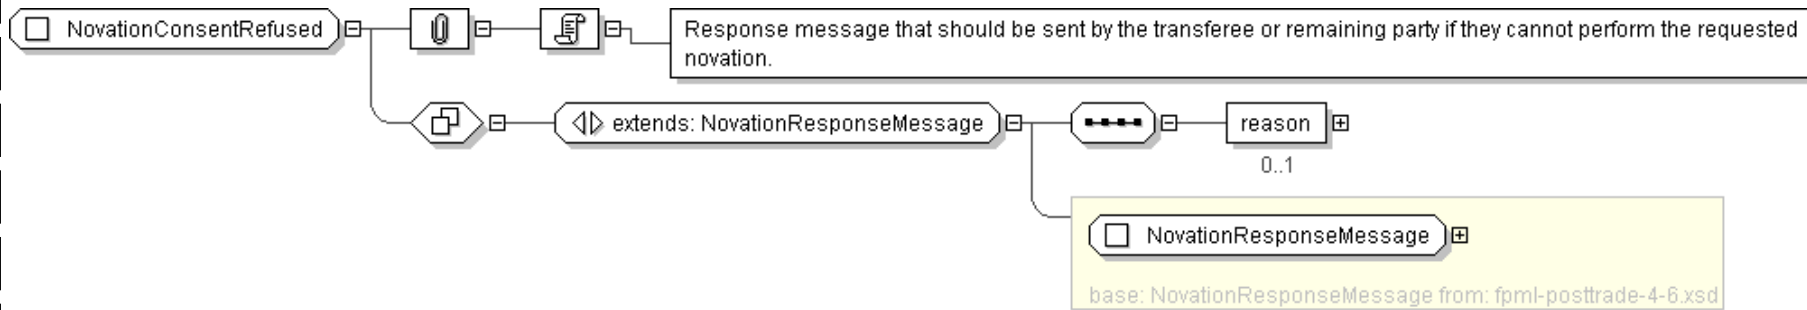 NovationConsentRefused
Response message that should be sent by the transferee or remaining party if they cannot perform the requested
novation.
extends: NovationResponseMessage
reason
0..1
NovationResponseMessage
base: NovationResponseMessage from: fpml-posttrade-4-6.xsd